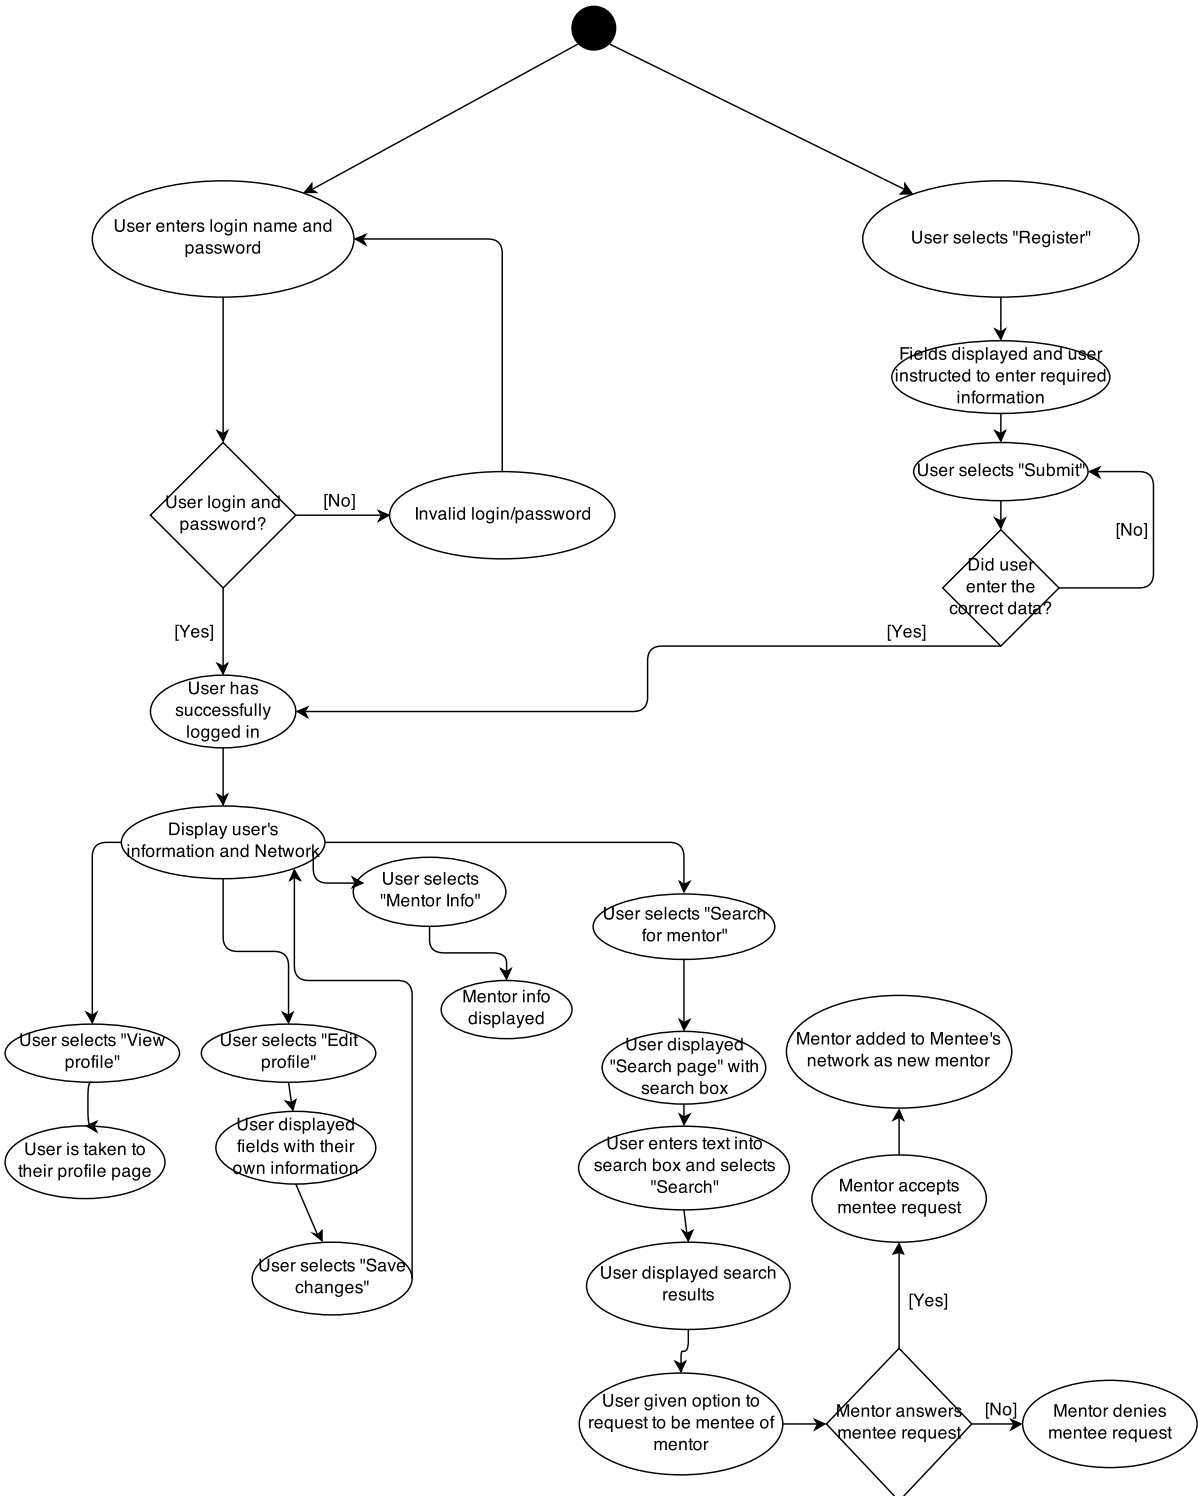 User enters login name and
password
User selects "Register"
Fields displayed and user
instructed to enter required
information
User selects "Submit"
User login and
password?
[No]
Invalid login/password
[No]
Did user
enter the
correct data?
[Yes]
[Yes]
User has
successfully
logged in
Display user's
information and Network
User selects
"Mentor Info"
User selects "Search
for mentor"
Mentor info
displayed
User selects "View
profile"
User selects "Edit
profile"
User displayed
"Search page" with
search box
Mentor added to Mentee's
network as new mentor
User is taken to
their profile page
User displayed
fields with their
own information
User enters text into
search box and selects
"Search"
Mentor accepts
mentee request
User selects "Save
changes"
User displayed search
results
[Yes]
User given option to
request to be mentee of
mentor
Mentor answers
mentee request
[No]
Mentor denies
mentee request